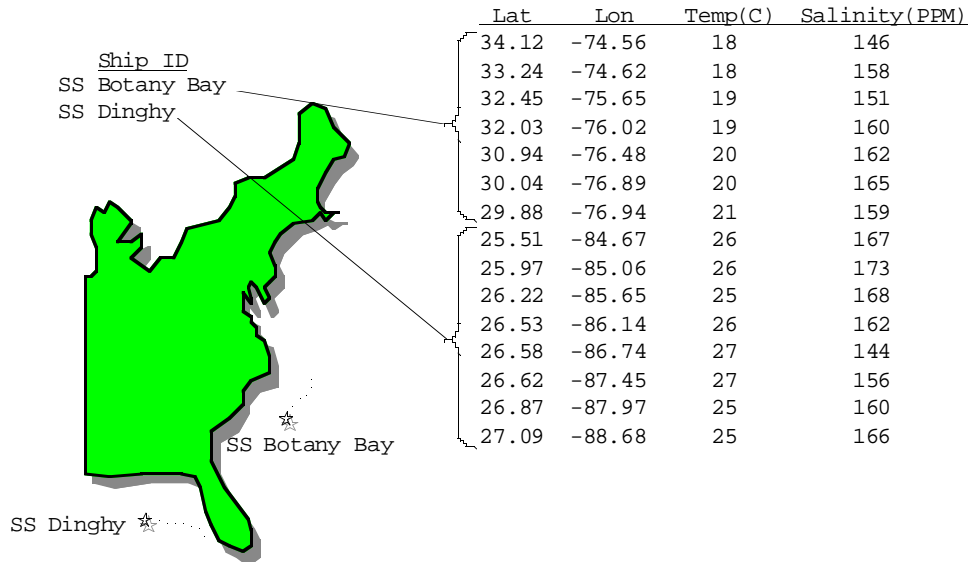 Lat Lon Temp(C) Salinity(PPM)
34.12 -74.56 18 146
33.24 -74.62 18 158
32.45 -75.65 19 151
32.03 -76.02 19 160
30.94 -76.48 20 162
30.04 -76.89 20 165
29.88 -76.94 21 159
25.51 -84.67 26 167
25.97 -85.06 26 173
26.22 -85.65 25 168
26.53 -86.14 26 162
26.58 -86.74 27 144
26.62 -87.45 27 156
26.87 -87.97 25 160
27.09 -88.68 25 166
Ship ID
SS Botany Bay
SS Dinghy
SS Botany Bay
SS Dinghy